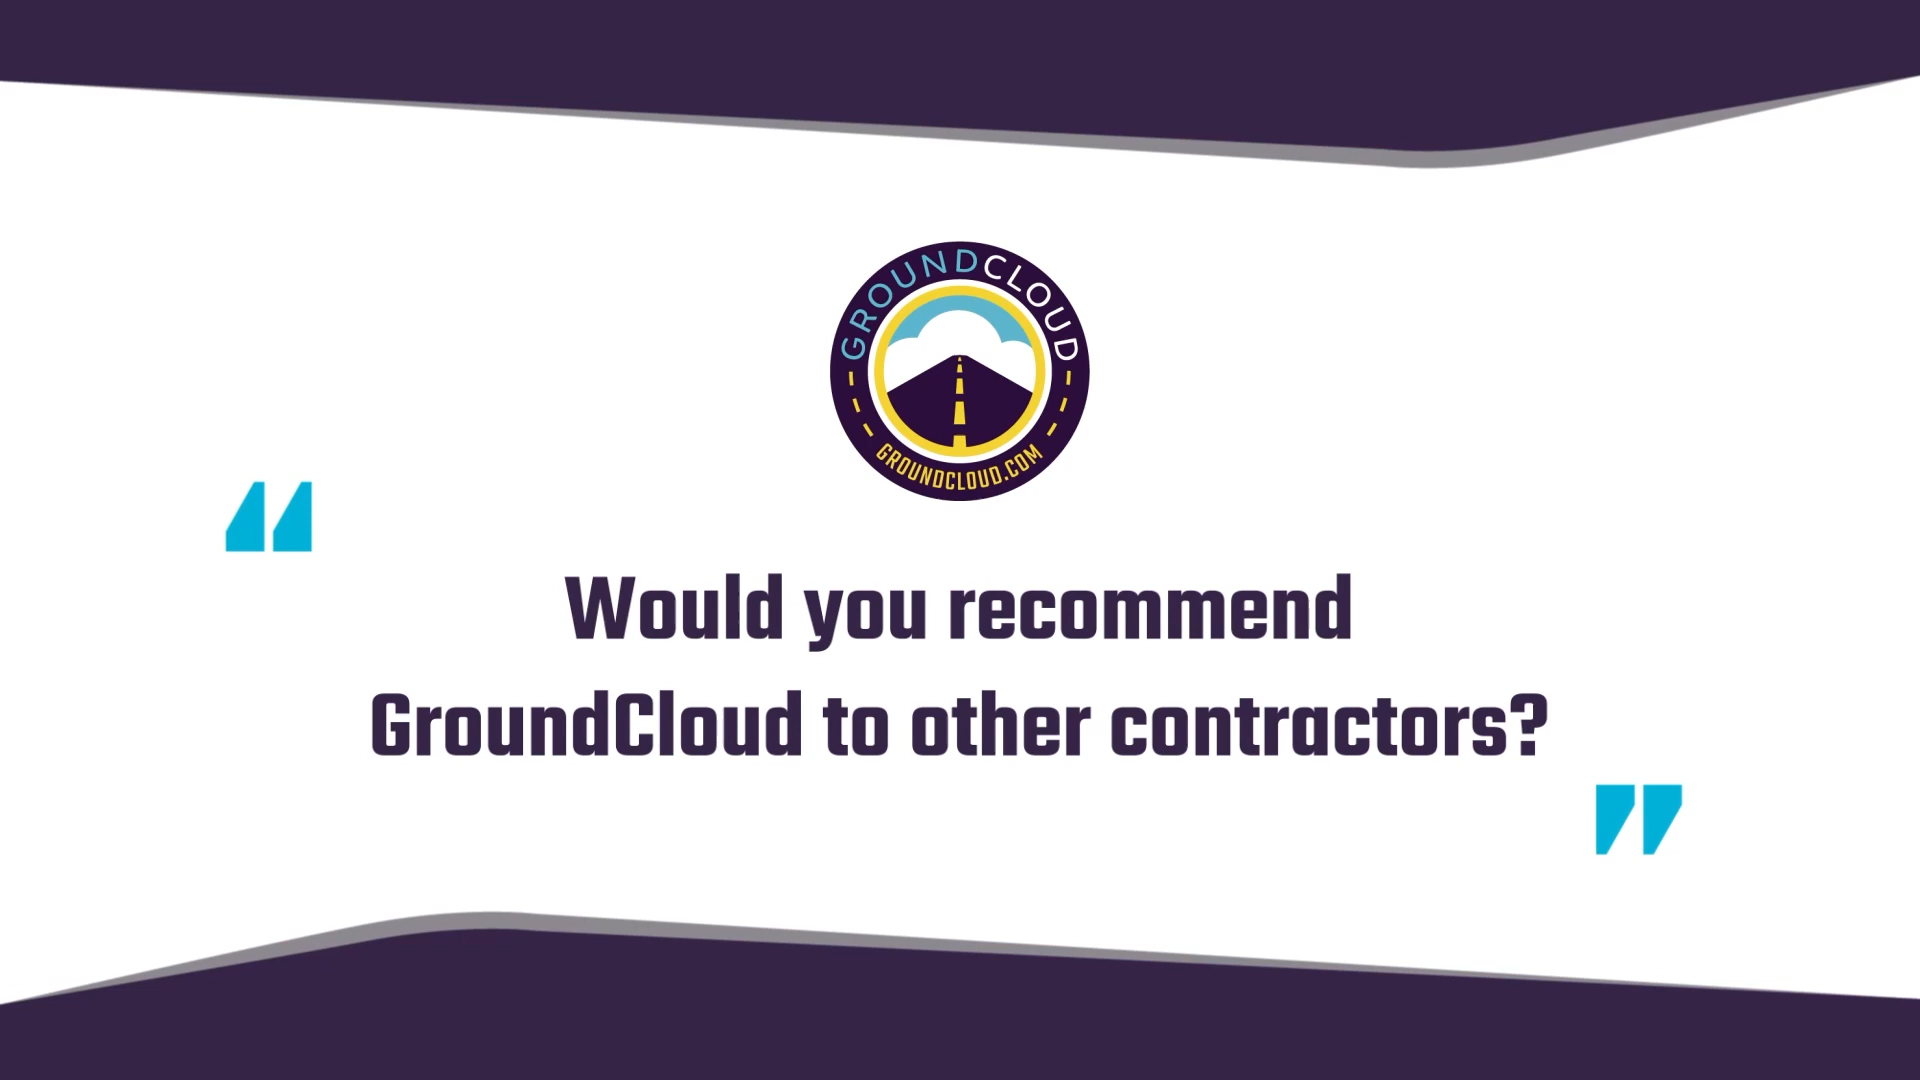 GROUNDCLOUD
GROUNDCLOUD.COM
“
Would you recommend
GroundCloud to other contractors?
”